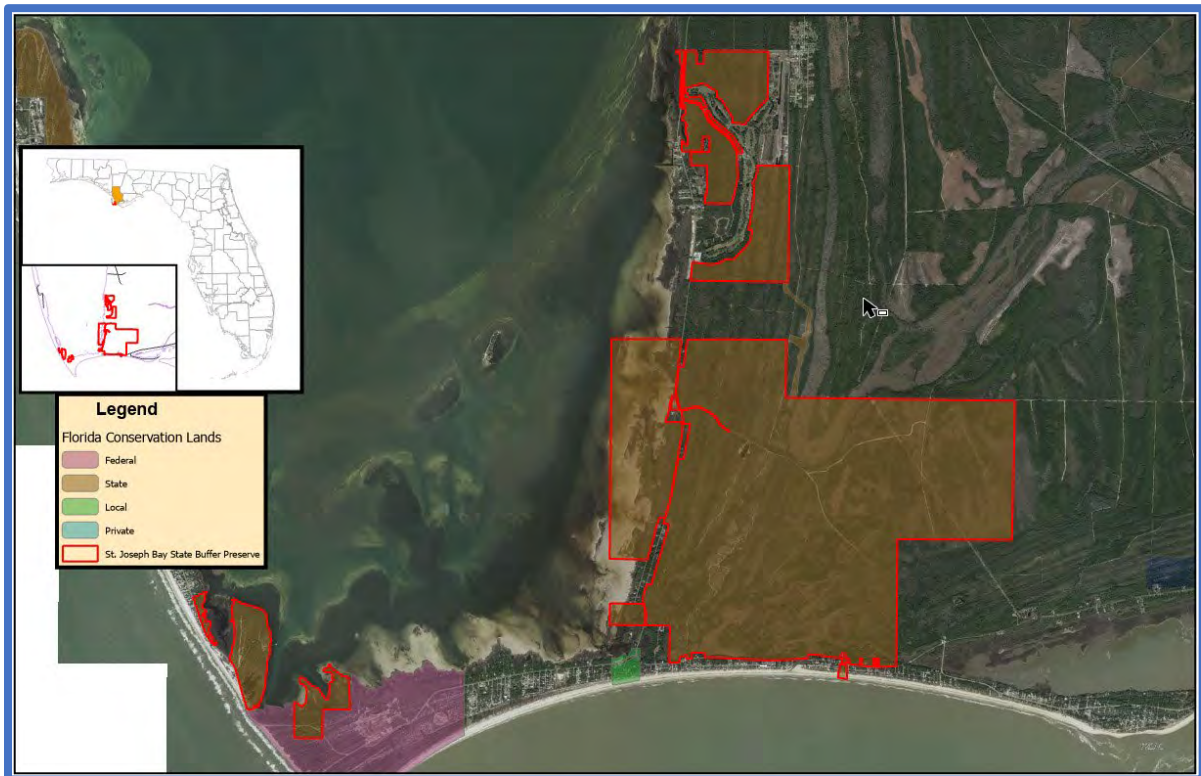 Legend
Florida Conservation Lands
Federal
State
Local
Private
St. Joseph Bay State Buffer Preserve